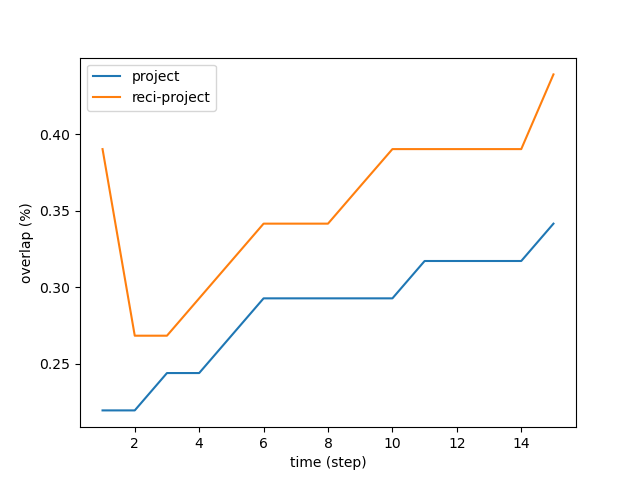 project
reci-project
0.40
0.35
0.30
0.25
overlap (%)
2 4 6 8 10 12 14
time (step)